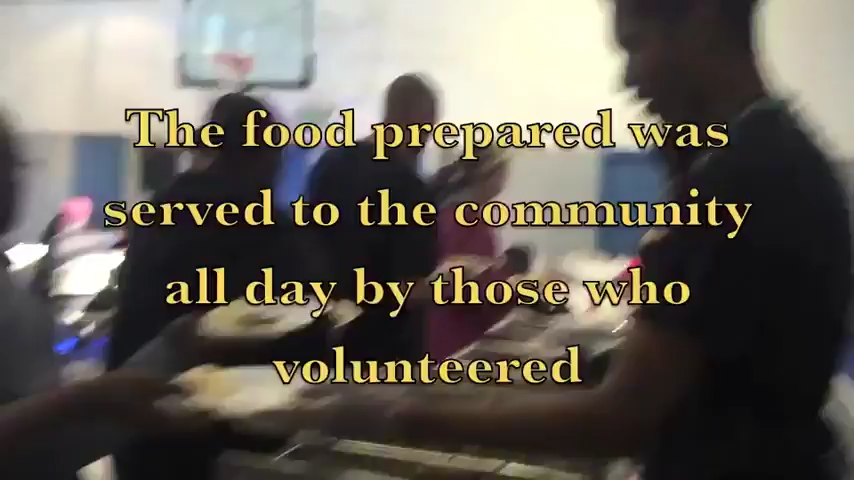 The food prepared was
served to the community
all day by those who
volunteered